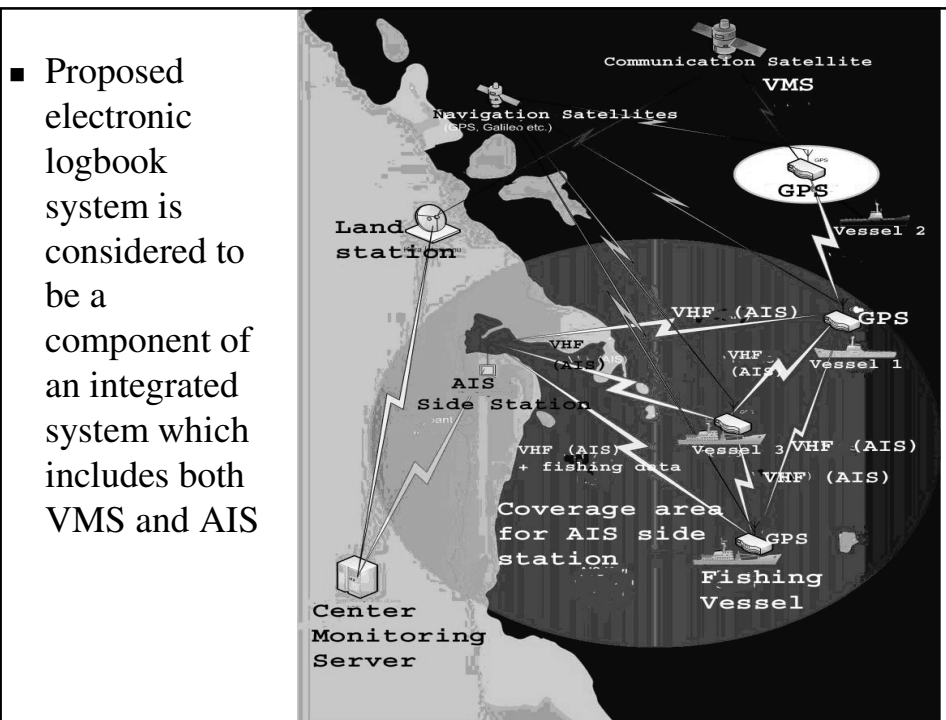 ■ Proposed
electronic
logbook
system is
considered to
be a
component of
an integrated
system which
includes both
VMS and AIS
Communication Satellite
VMS
Navigation Satellites
(GPS, Galileo etc.)
GPS
GPS
Vessel 2
Land
station
VHF (AIS)
GPS
VHF
(AIS)
VHF
(AIS)
Vessel 1
AIS
Side Station
Vessel 3
VHF (AIS)
VHF (AIS)
VHF (AIS)
+ fishing data
Coverage area
for AIS side
station
GPS
Fishing
Vessel
Center
Monitoring
Server